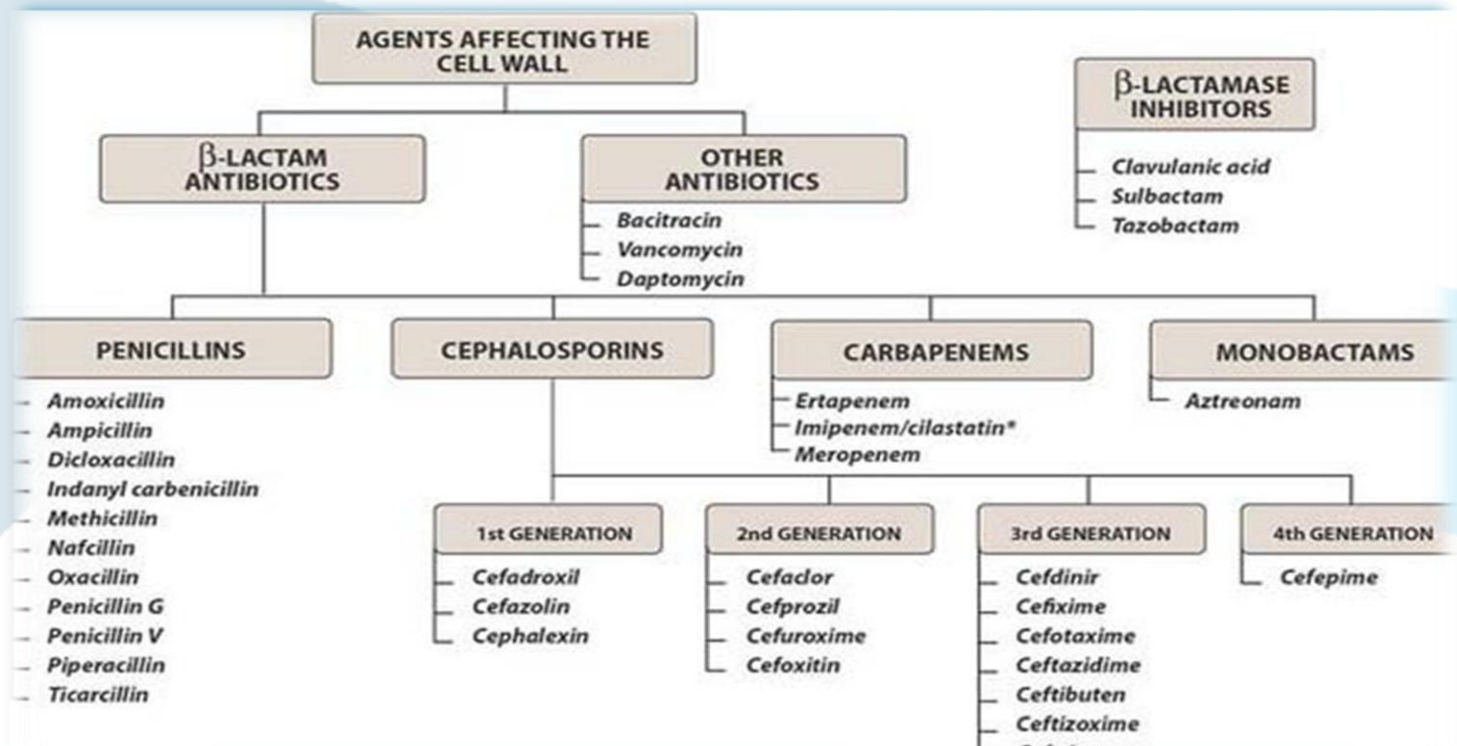 AGENTS AFFECTING THE
CELL WALL
β-LACTAMASE
INHIBITORS
Clavulanic acid
Sulbactam
Tazobactam
β-LACTAM
ANTIBIOTICS
OTHER
ANTIBIOTICS
Bacitracin
Vancomycin
Daptomycin
PENICILLINS
Amoxicillin
Ampicillin
Dicloxacillin
Indanyl carbenicillin
Methicillin
Nafcillin
Oxacillin
Penicillin G
Penicillin V
Piperacillin
Ticarcillin
CEPHALOSPORINS
CARBAPENEMS
Ertapenem
Imipenem/cilastatin*
Meropenem
MONOBACTAMS
Aztreonam
1st GENERATION
Cefadroxil
Cefazolin
Cephalexin
2nd GENERATION
Cefaclor
Cefprozil
Cefuroxime
Cefoxitin
3rd GENERATION
Cefdinir
Cefixime
Cefotaxime
Ceftazidime
Ceftibuten
Ceftizoxime
4th GENERATION
Cefepime